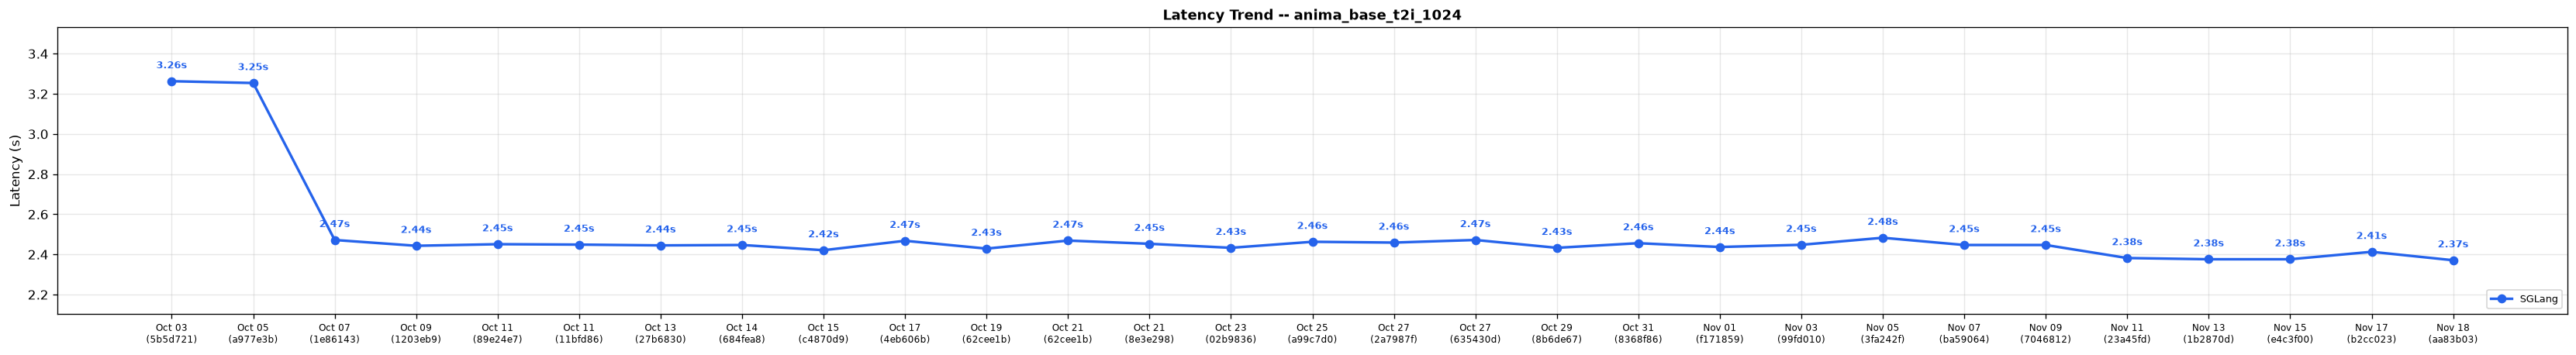 Latency Trend -- anima_base_t2i_1024
Latency (s)
3.4
3.2
3.0
2.8
2.6
2.4
2.2
3.26s
3.25s
2.47s
2.44s
2.45s
2.45s
2.44s
2.45s
2.42s
2.47s
2.43s
2.47s
2.45s
2.43s
2.46s
2.46s
2.47s
2.43s
2.46s
2.44s
2.45s
2.48s
2.45s
2.45s
2.38s
2.38s
2.38s
2.41s
2.37s
SGLang
Oct 03
(5b5d721)
Oct 05
(a977e3b)
Oct 07
(1e86143)
Oct 09
(1203eb9)
Oct 11
(89e24e7)
Oct 11
(11bfd86)
Oct 13
(27b6830)
Oct 14
(684fea8)
Oct 15
(c4870d9)
Oct 17
(4eb606b)
Oct 19
(62cee1b)
Oct 21
(62cee1b)
Oct 21
(8e3e298)
Oct 23
(02b9836)
Oct 25
(a99c7d0)
Oct 27
(2a7987f)
Oct 27
(635430d)
Oct 29
(8b6de67)
Oct 31
(8368f86)
Nov 01
(f171859)
Nov 03
(99fd010)
Nov 05
(3fa242f)
Nov 07
(ba59064)
Nov 09
(7046812)
Nov 11
(23a45fd)
Nov 13
(1b2870d)
Nov 15
(e4c3f00)
Nov 17
(b2cc023)
Nov 18
(aa83b03)